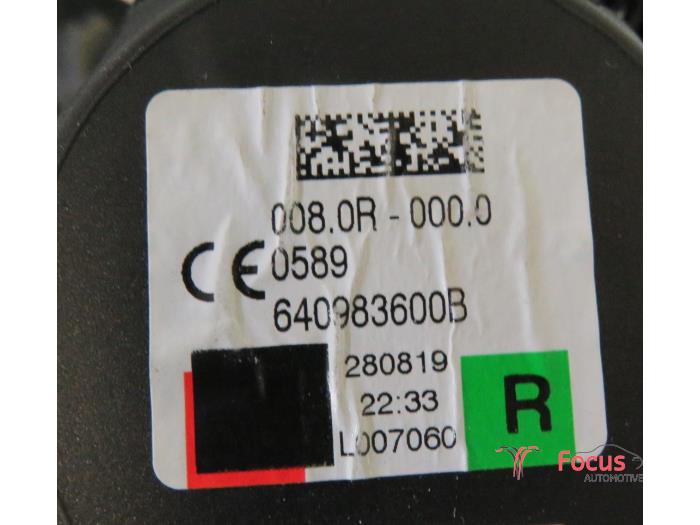 008.0R - 000.0
CE 0589
640983600B
280819
22:33
L007060
R
Focus
AUTOMOTIVE